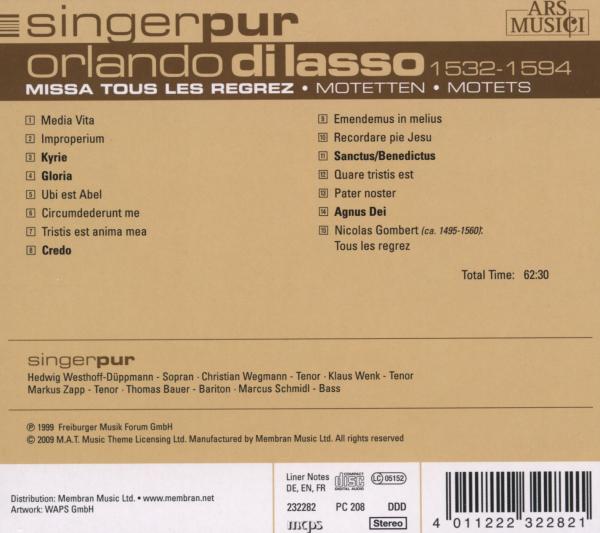 singerpur
ARS
MUSICI
orlando di lasso 1532-1594
MISSA TOUS LES REGREZ • MOTETTEN • MOTETS
1 Media Vita
2 Improperium
3 Kyrie
4 Gloria
5 Ubi est Abel
6 Circumdederunt me
7 Tristis est anima mea
8 Credo
9 Emendemus in melius
10 Recordare pie Jesu
11 Sanctus/Benedictus
12 Quare tristis est
13 Pater noster
14 Agnus Dei
15 Nicolas Gombert (ca. 1495-1560):
Tous les regrez
Total Time: 62:30
singerpur
Hedwig Westhoff-Düppmann - Sopran · Christian Wegmann - Tenor · Klaus Wenk - Tenor
Markus Zapp - Tenor · Thomas Bauer - Bariton · Marcus Schmidl - Bass
℗ 1999 Freiburger Musik Forum GmbH
© 2009 M.A.T. Music Theme Licensing Ltd. Manufactured by Membran Music Ltd. All rights reserved
Distribution: Membran Music Ltd. • www.membran.net
Artwork: WAPS GmbH
Liner Notes
DE, EN, FR
COMPACT
disc
DIGITAL AUDIO
LC 05152
232282 PC 208 DDD
mcps
Stereo
4 011222 322821